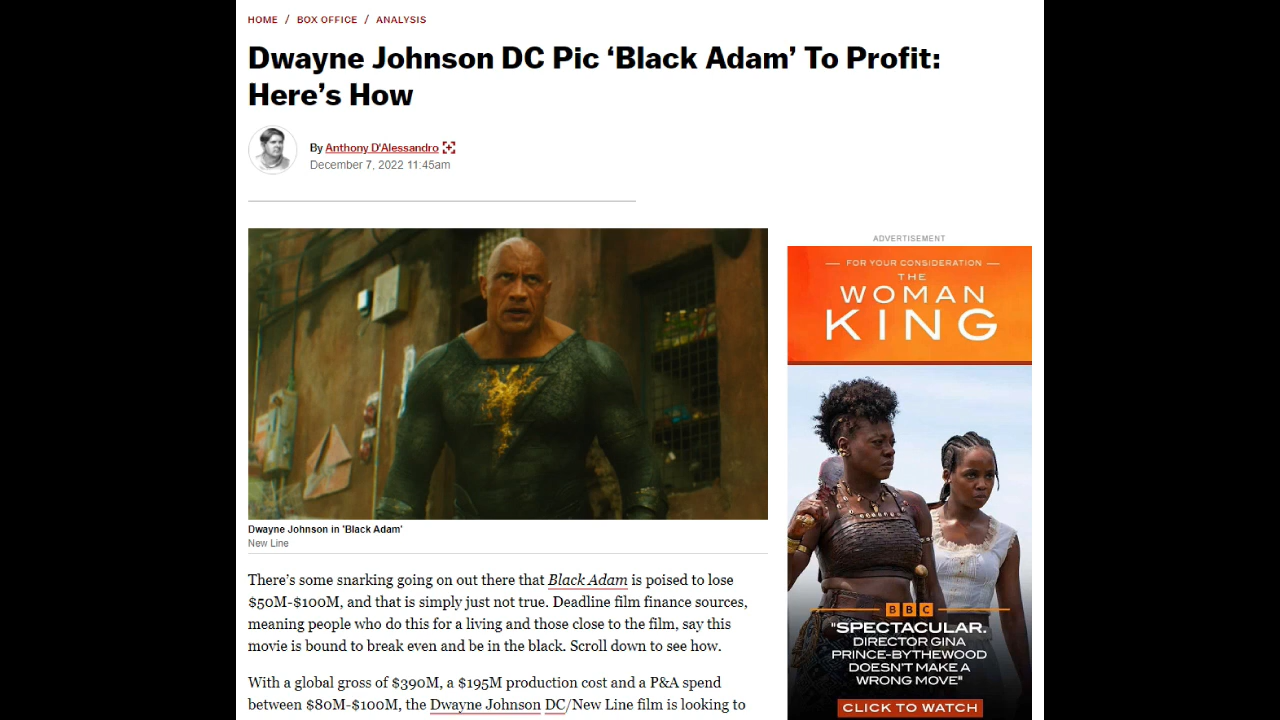 HOME / BOX OFFICE / ANALYSIS
Dwayne Johnson DC Pic ‘Black Adam’ To Profit:
Here’s How
By Anthony D'Alessandro
December 7, 2022 11:45am
ADVERTISEMENT
FOR YOUR CONSIDERATION
THE
WOMAN
KING
Dwayne Johnson in 'Black Adam'
New Line
There’s some snarking going on out there that Black Adam is poised to lose
$50M-$100M, and that is simply just not true. Deadline film finance sources,
meaning people who do this for a living and those close to the film, say this
movie is bound to break even and be in the black. Scroll down to see how.
With a global gross of $390M, a $195M production cost and a P&A spend
between $80M-$100M, the Dwayne Johnson DC/New Line film is looking to
BBC
"SPECTACULAR.
DIRECTOR GINA
PRINCE-BYTHEWOOD
DOESN'T MAKE A
WRONG MOVE"
CLICK TO WATCH